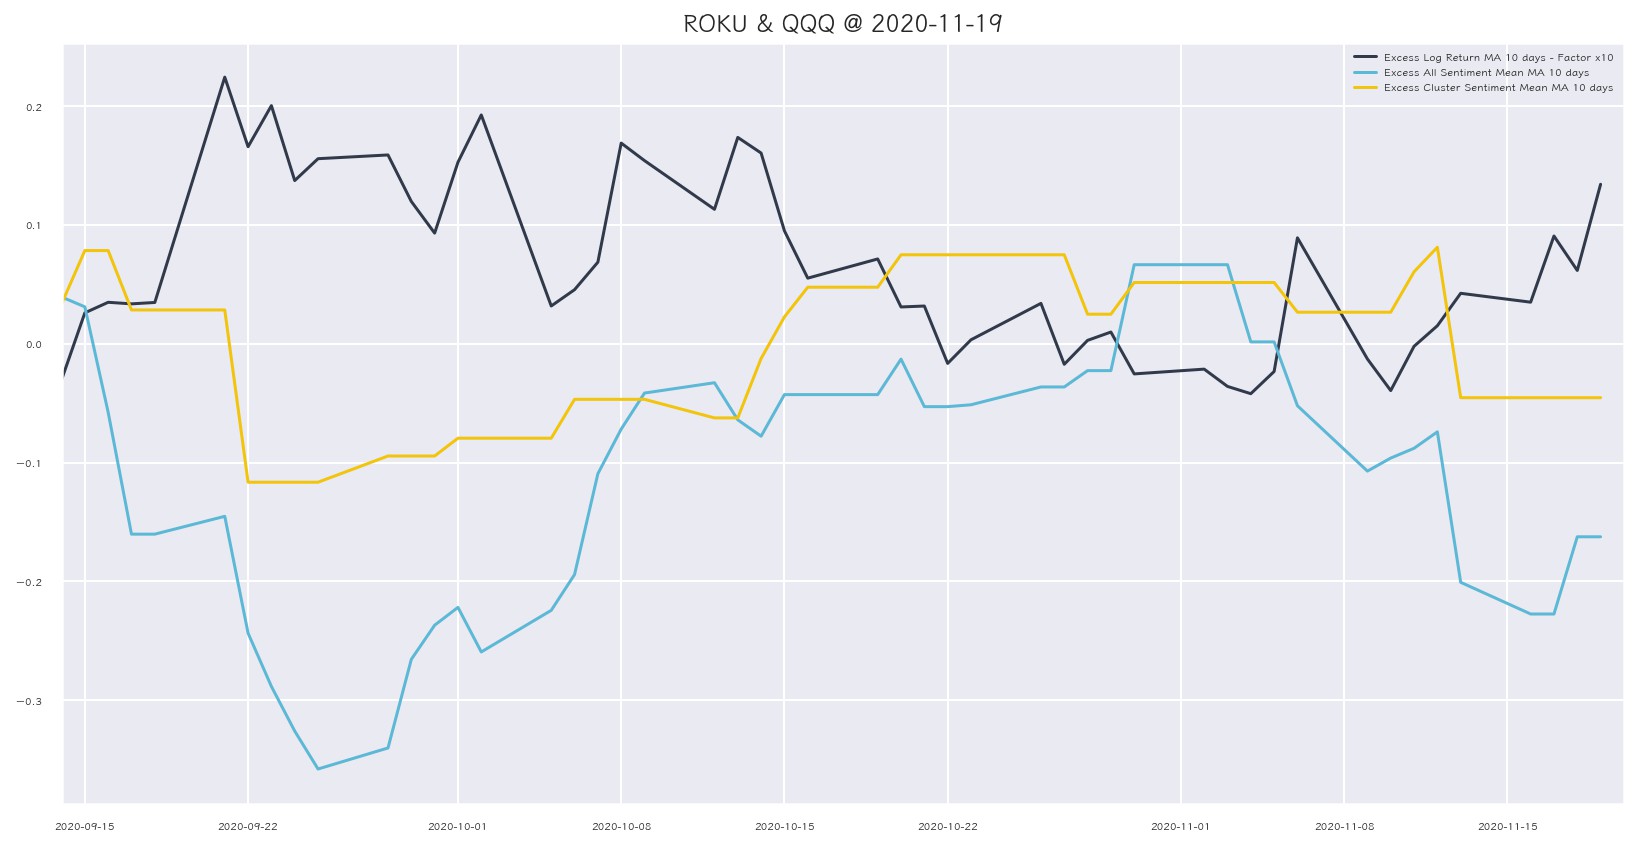 ROKU & QQQ @ 2020-11-19
Excess Log Return MA 10 days - Factor x10
Excess All Sentiment Mean MA 10 days
Excess Cluster Sentiment Mean MA 10 days
0.2
0.1
0.0
−0.1
−0.2
−0.3
2020-09-15 2020-09-22 2020-10-01 2020-10-08 2020-10-15 2020-10-22 2020-11-01 2020-11-08 2020-11-15